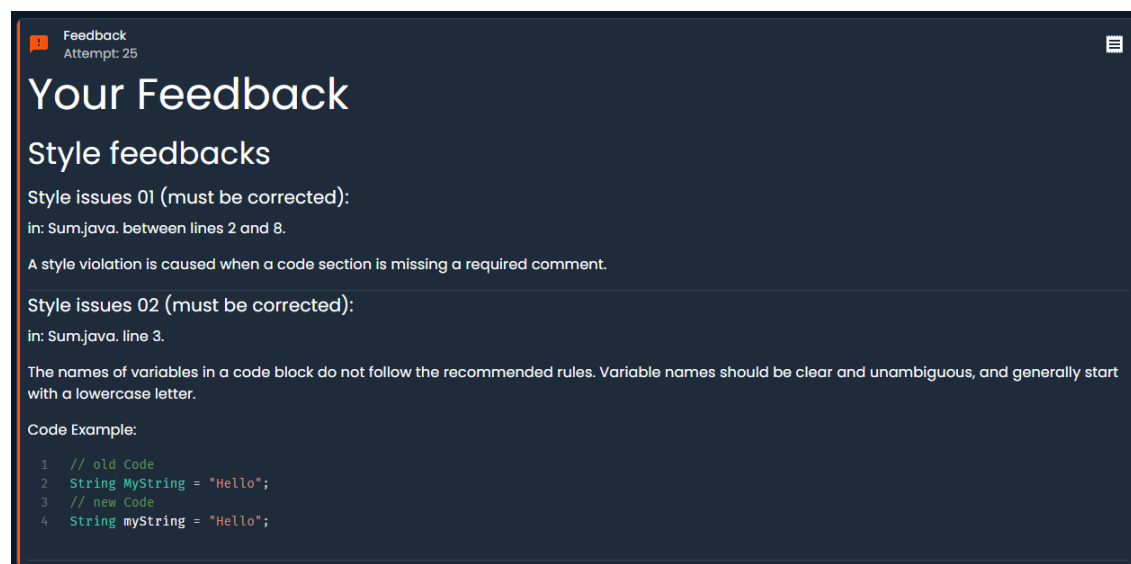 Feedback
Attempt: 25
Your Feedback
Style feedbacks
Style issues 01 (must be corrected):
in: Sum.java. between lines 2 and 8.
A style violation is caused when a code section is missing a required comment.
Style issues 02 (must be corrected):
in: Sum.java. line 3.
The names of variables in a code block do not follow the recommended rules. Variable names should be clear and unambiguous, and generally start
with a lowercase letter.
Code Example:
1 // old Code
2 String MyString = "Hello";
3 // new Code
4 String myString = "Hello";